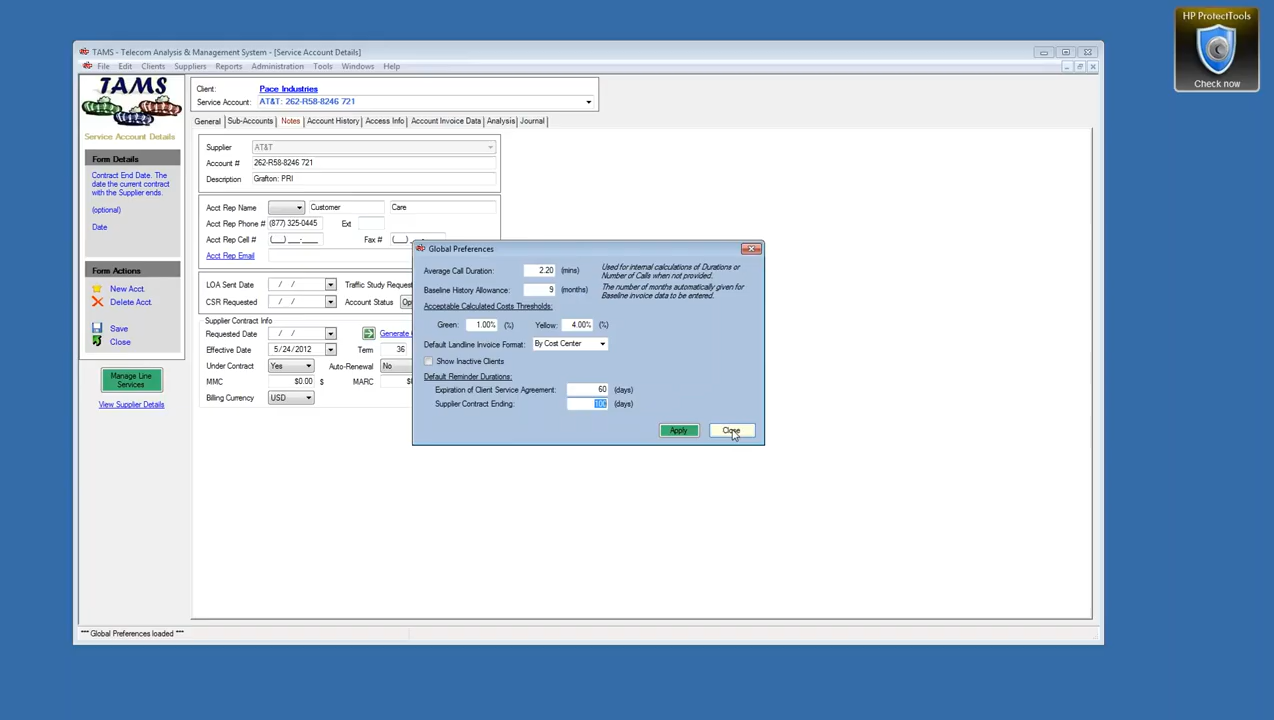 HP ProtectTools
Check now
TAMS - Telecom Analysis & Management System - [Service Account Details]
File Edit Clients Suppliers Reports Administration Tools Windows Help
TAMS
Service Account Details
Client: Pace Industries
Service Account: AT&T: 262-R58-8246 721
General Sub-Accounts Notes Account History Access Info Account Invoice Data Analysis Journal
Form Details
Contract End Date. The
date the current contract
with the Supplier ends.
(optional)
Date
Form Actions
New Acct.
Delete Acct.
Save
Close
Manage Line
Services
View Supplier Details
Supplier AT&T
Account # 262-R58-8246 721
Description Grafton: PRI
Acct Rep Name Customer Care
Acct Rep Phone # (877) 325-0445 Ext
Acct Rep Cell # (__) ___-____ Fax # (__) ___-____
Acct Rep Email
LOA Sent Date / / Traffic Study Reques
CSR Requested / / Account Status Op
Supplier Contract Info
Requested Date / / Generate
Effective Date 5/24/2012 Term 36
Under Contract Yes Auto-Renewal No
MMC $0.00 $ MARC
Billing Currency USD
Global Preferences
Average Call Duration: 2.20 (mins)
Used for internal calculations of Durations or
Number of Calls when not provided.
Baseline History Allowance: 9 (months)
The number of months automatically given for
Baseline invoice data to be entered.
Acceptable Calculated Costs Thresholds:
Green: 1.00% (%) Yellow: 4.00% (%)
Default Landline Invoice Format: By Cost Center
Show Inactive Clients
Default Reminder Durations:
Expiration of Client Service Agreement: 60 (days)
Supplier Contract Ending: (days)
Apply Close
*** Global Preferences loaded ***